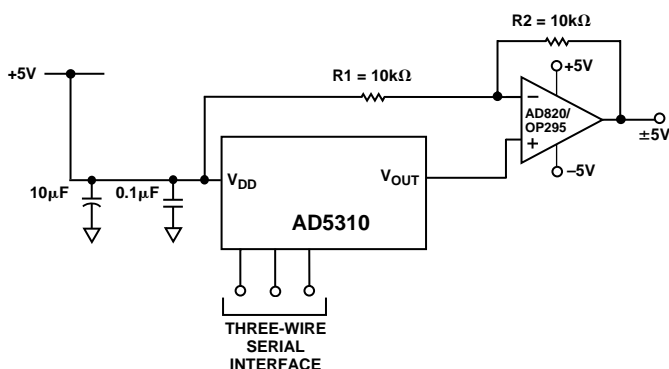 R2 = 10kΩ
+5V
R1 = 10kΩ
+5V
−
AD820/
OP295
+
±5V
–5V
10µF
0.1µF
VDD
VOUT
AD5310
THREE-WIRE
SERIAL
INTERFACE